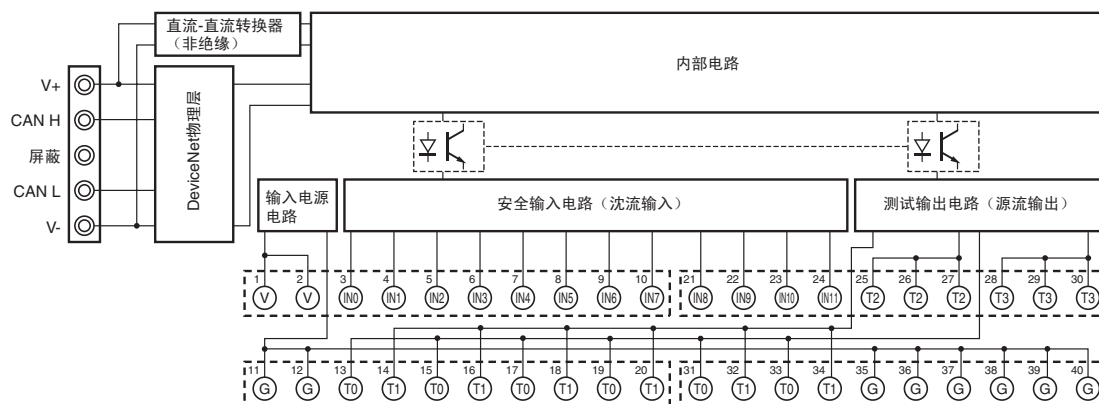 直流-直流转换器
(非绝缘)
内部电路
V+
CAN H
屏蔽
CAN L
V-
DeviceNet物理层
输入电源
电路
安全输入电路(沈流输入)
测试输出电路(源流输出)
1 2 3 4 5 6 7 8 9 10 21 22 23 24 25 26 27 28 29 30
V V IN0 IN1 IN2 IN3 IN4 IN5 IN6 IN7 IN8 IN9 IN10 IN11 T2 T2 T2 T3 T3 T3
11 12 13 14 15 16 17 18 19 20 31 32 33 34 35 36 37 38 39 40
G G T0 T1 T0 T1 T0 T1 T0 T1 T0 T1 T0 T1 G G G G G G